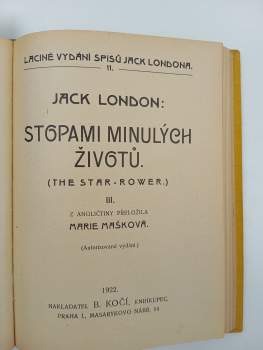 LACINÉ VYDÁNÍ SPISŮ JACK LONDONA.
11.
JACK LONDON:
STOPAMI MINULÝCH
ŽIVOTŮ.
(THE STAR-ROWER.)
III.
Z ANGLIČTINY PŘELOŽILA
MARIE MAŠKOVÁ.
(Autorisované vydání.)
1922.
NAKLADATEL B. KOČÍ, KNIHKUPEC,
PRAHA I., MASARYKOVO NÁBŘ. 14